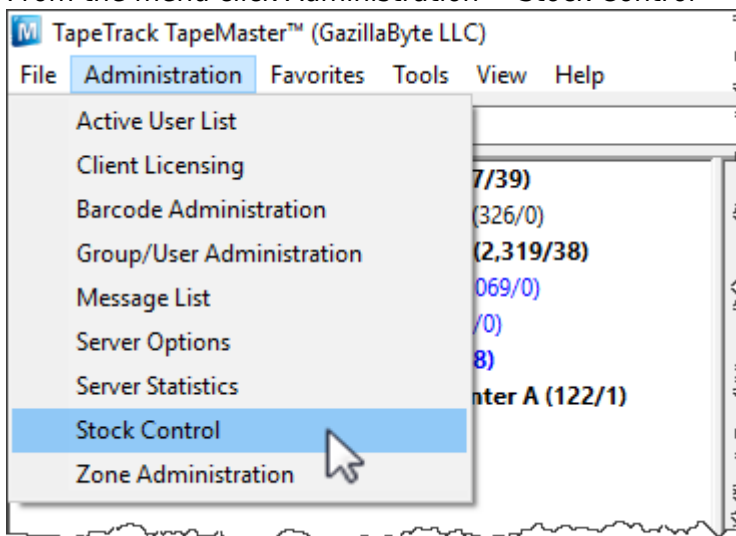 TapeTrack TapeMaster™ (GazillaByte LLC)
File Administration Favorites Tools View Help
Active User List
Client Licensing
7/39)
Barcode Administration
(326/0)
Group/User Administration
(2,319/38)
Message List
069/0)
Server Options
/0)
Server Statistics
8)
nter A (122/1)
Stock Control
Zone Administration